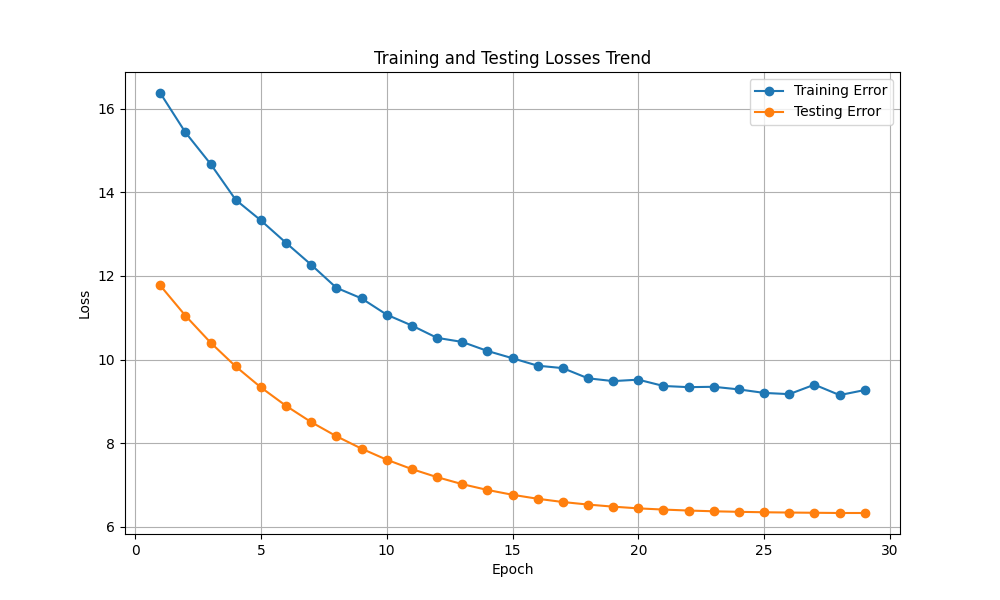 Training and Testing Losses Trend
Training Error
Testing Error
Loss
16
14
12
10
8
6
0 5 10 15 20 25 30
Epoch